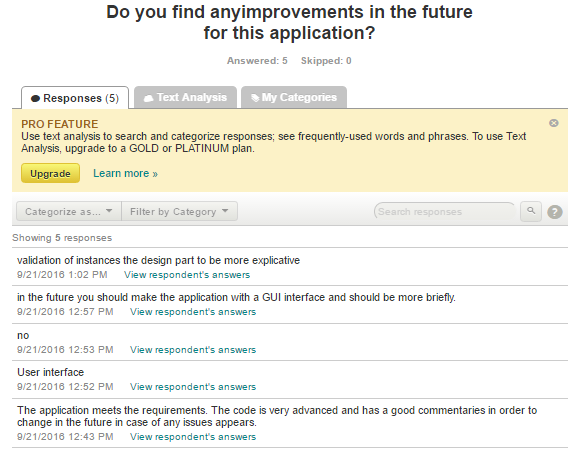 Do you find anyimprovements in the future
for this application?
Answered: 5 Skipped: 0
Responses (5) Text Analysis My Categories
PRO FEATURE
Use text analysis to search and categorize responses; see frequently-used words and phrases. To use Text
Analysis, upgrade to a GOLD or PLATINUM plan.
Upgrade Learn more »
Categorize as... Filter by Category Search responses ?
Showing 5 responses
validation of instances the design part to be more explicative
9/21/2016 1:02 PM View respondent's answers
in the future you should make the application with a GUI interface and should be more briefly.
9/21/2016 12:57 PM View respondent's answers
no
9/21/2016 12:53 PM View respondent's answers
User interface
9/21/2016 12:52 PM View respondent's answers
The application meets the requirements. The code is very advanced and has a good commentaries in order to
change in the future in case of any issues appears.
9/21/2016 12:43 PM View respondent's answers